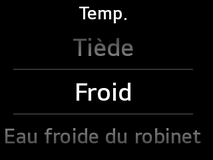 Temp.
Tiède
Froid
Eau froide du robinet